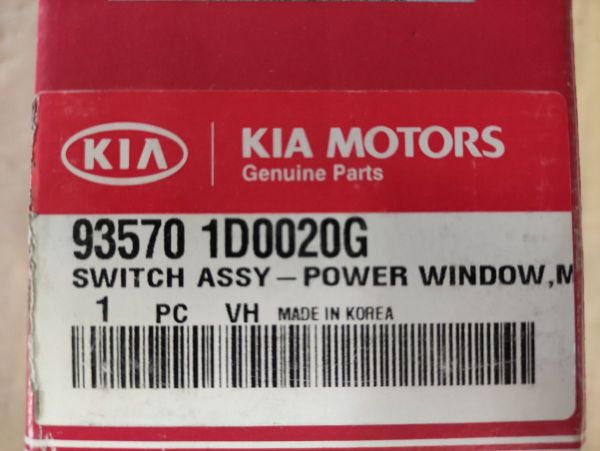 KIA
KIA MOTORS
Genuine Parts
93570 1D0020G
SWITCH ASSY-POWER WINDOW,M
1 PC VH MADE IN KOREA